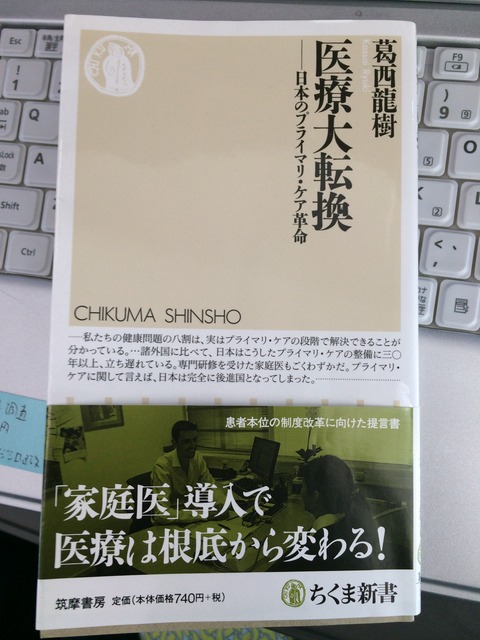 葛西龍樹
医療大転換
──日本のプライマリ・ケア革命
CHIKUMA SHINSHO
──私たちの健康問題の八割は、実はプライマリ・ケアの段階で解決できることが
分かっている。…諸外国に比べて、日本はこうしたプライマリ・ケアの整備に三〇
年以上、立ち遅れている。専門研修を受けた家庭医もごくわずかだ。プライマリ・
ケアに関して言えば、日本は完全に後進国となってしまった。
患者本位の制度改革に向けた提言書
「家庭医」導入で
医療は根底から変わる!
筑摩書房 定価(本体価格740円+税)
ちくま新書
Esc
Q
A
Shift
Ctrl
F9